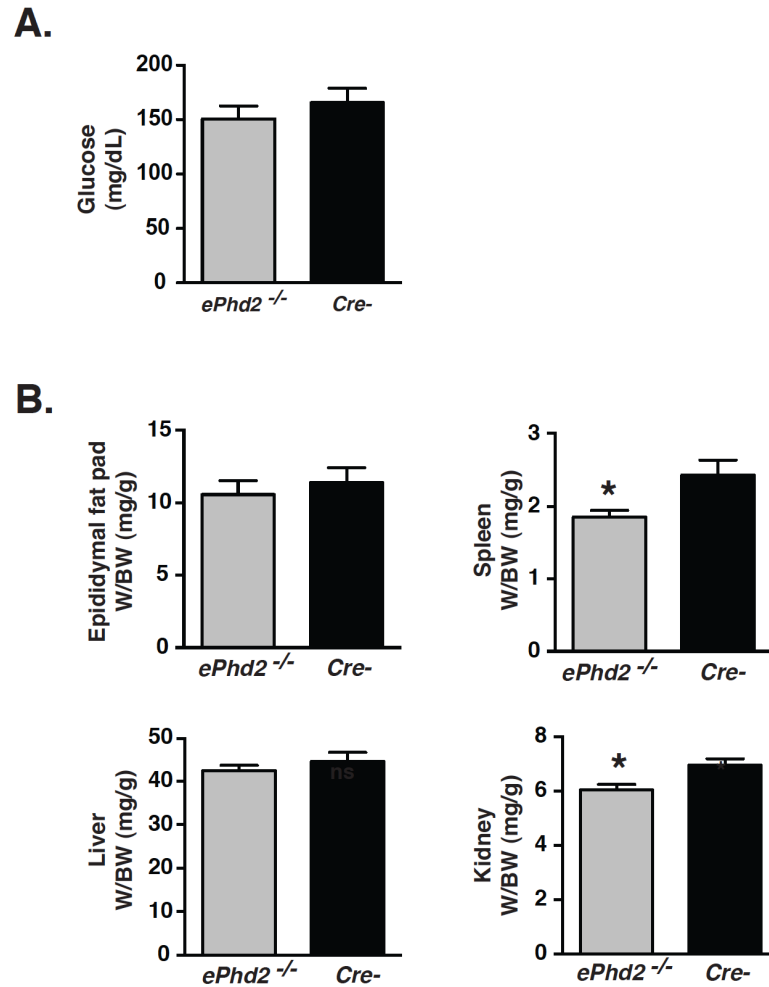 A.
Glucose
(mg/dL)
200
150
100
50
0
ePhd2 -/-
Cre-
B.
Epididymal fat pad
W/BW (mg/g)
15
10
5
0
ePhd2 -/-
Cre-
Spleen
W/BW (mg/g)
3
2
1
0
*
ePhd2 -/-
Cre-
Liver
W/BW (mg/g)
50
40
30
20
10
0
ns
ePhd2 -/-
Cre-
Kidney
W/BW (mg/g)
8
6
4
2
0
*
*
ePhd2 -/-
Cre-